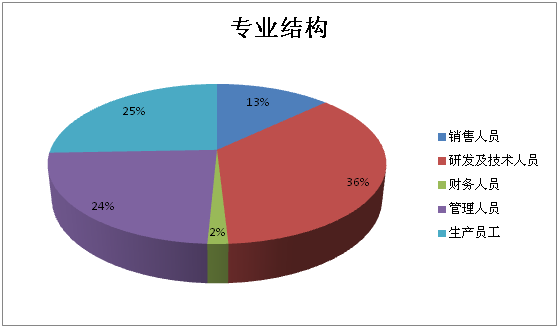 专业结构
13%
25%
36%
24%
2%
销售人员
研发及技术人员
财务人员
管理人员
生产员工